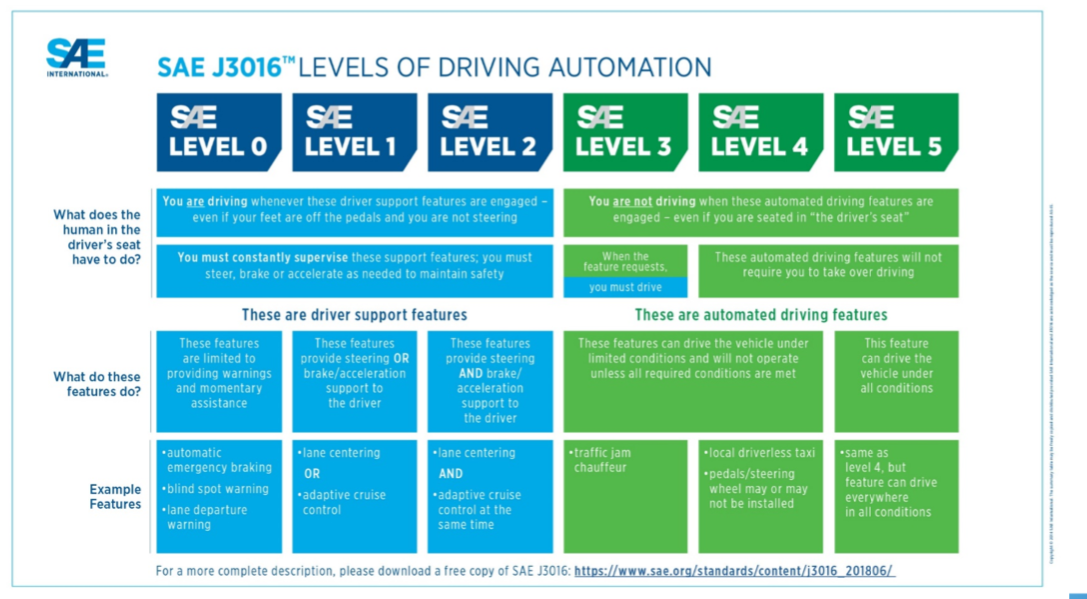 SAE
INTERNATIONAL®
SAE J3016™ LEVELS OF DRIVING AUTOMATION
SAE
LEVEL 0
SAE
LEVEL 1
SAE
LEVEL 2
SAE
LEVEL 3
SAE
LEVEL 4
SAE
LEVEL 5
What does the
human in the
driver's seat
have to do?
You are driving whenever these driver support features are engaged –
even if your feet are off the pedals and you are not steering
You are not driving when these automated driving features are
engaged – even if you are seated in "the driver's seat"
You must constantly supervise these support features; you must
steer, brake or accelerate as needed to maintain safety
When the
feature requests,
you must drive
These automated driving features will not
require you to take over driving
These are driver support features
These are automated driving features
What do these
features do?
These features
are limited to
providing warnings
and momentary
assistance
These features
provide steering OR
brake/acceleration
support to
the driver
These features
provide steering
AND brake/
acceleration
support to
the driver
These features can drive the vehicle under
limited conditions and will not operate
unless all required conditions are met
This feature
can drive the
vehicle under
all conditions
Example
Features
•automatic
emergency braking
•blind spot warning
•lane departure
warning
•lane centering
OR
•adaptive cruise
control
•lane centering
AND
•adaptive cruise
control at the
same time
•traffic jam
chauffeur
•local driverless taxi
•pedals/steering
wheel may or may
not be installed
•same as
level 4, but
feature can drive
everywhere
in all conditions
For a more complete description, please download a free copy of SAE J3016: https://www.sae.org/standards/content/j3016_201806/